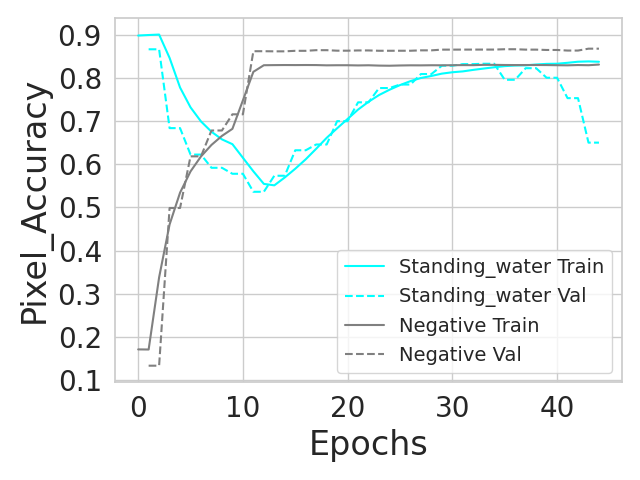 Pixel_Accuracy
0.9
0.8
0.7
0.6
0.5
0.4
0.3
0.2
0.1
0
10
20
30
40
Epochs
Standing_water Train
Standing_water Val
Negative Train
Negative Val